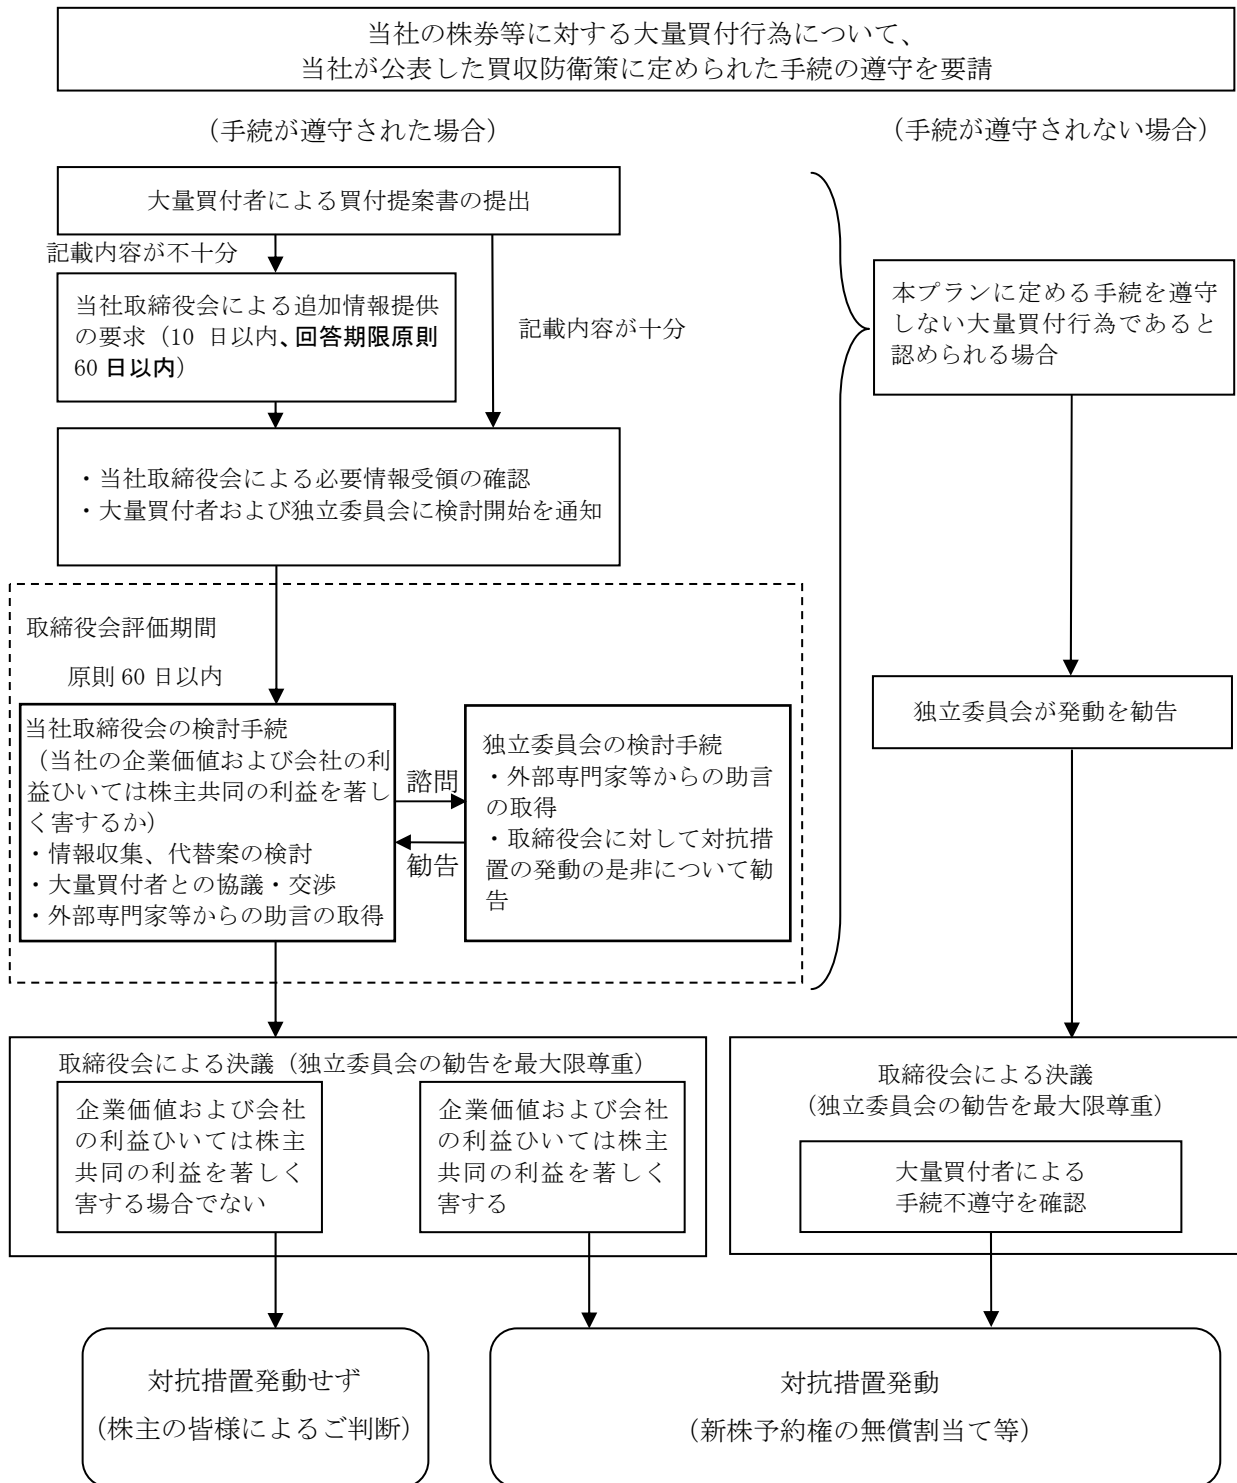 当社の株券等に対する大量買付行為について、
当社が公表した買収防衛策に定められた手続の遵守を要請
（手続が遵守された場合）
（手続が遵守されない場合）
大量買付者による買付提案書の提出
記載内容が不十分
当社取締役会による追加情報提供
の要求（10 日以内、回答期限原則
60 日以内）
記載内容が十分
本プランに定める手続を遵守
しない大量買付行為であると
認められる場合
・当社取締役会による必要情報受領の確認
・大量買付者および独立委員会に検討開始を通知
取締役会評価期間
原則 60 日以内
当社取締役会の検討手続
（当社の企業価値および会社の利
益ひいては株主共同の利益を著し
く害するか）
・情報収集、代替案の検討
・大量買付者との協議・交渉
・外部専門家等からの助言の取得
諮問
勧告
独立委員会の検討手続
・外部専門家等からの助言
の取得
・取締役会に対して対抗措
置の発動の是非について勧
告
独立委員会が発動を勧告
取締役会による決議（独立委員会の勧告を最大限尊重）
企業価値および会社
の利益ひいては株主
共同の利益を著しく
害する場合でない
企業価値および会社
の利益ひいては株主
共同の利益を著しく
害する
取締役会による決議
（独立委員会の勧告を最大限尊重）
大量買付者による
手続不遵守を確認
対抗措置発動せず
（株主の皆様によるご判断）
対抗措置発動
（新株予約権の無償割当て等）